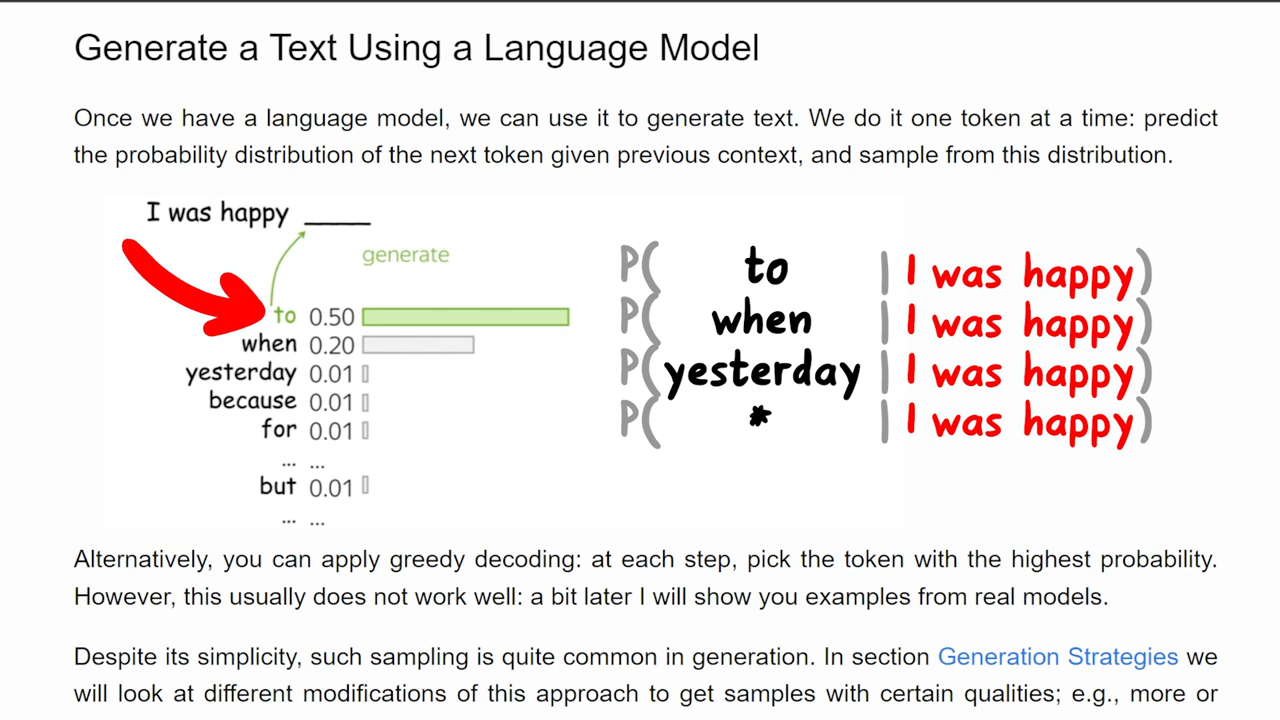 Generate a Text Using a Language Model
Once we have a language model, we can use it to generate text. We do it one token at a time: predict
the probability distribution of the next token given previous context, and sample from this distribution.
I was happy _____
generate
to 0.50
when 0.20
yesterday 0.01
because 0.01
for 0.01
... ...
but 0.01
... ...
P( to | I was happy)
P( when | I was happy)
P( yesterday | I was happy)
P( * | I was happy)
Alternatively, you can apply greedy decoding: at each step, pick the token with the highest probability.
However, this usually does not work well: a bit later I will show you examples from real models.
Despite its simplicity, such sampling is quite common in generation. In section Generation Strategies we
will look at different modifications of this approach to get samples with certain qualities; e.g., more or